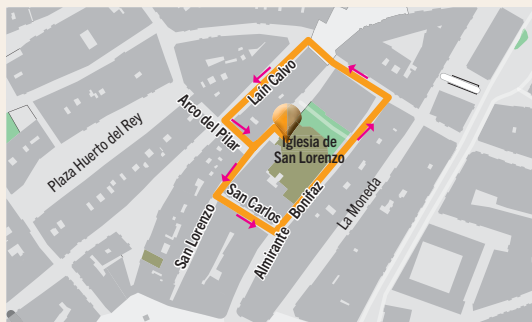 Laín Calvo
Arco del Pilar
Plaza Huerto del Rey
Iglesia de
San Lorenzo
San Carlos
Bonifaz
Almirante
La Moneda
San Lorenzo